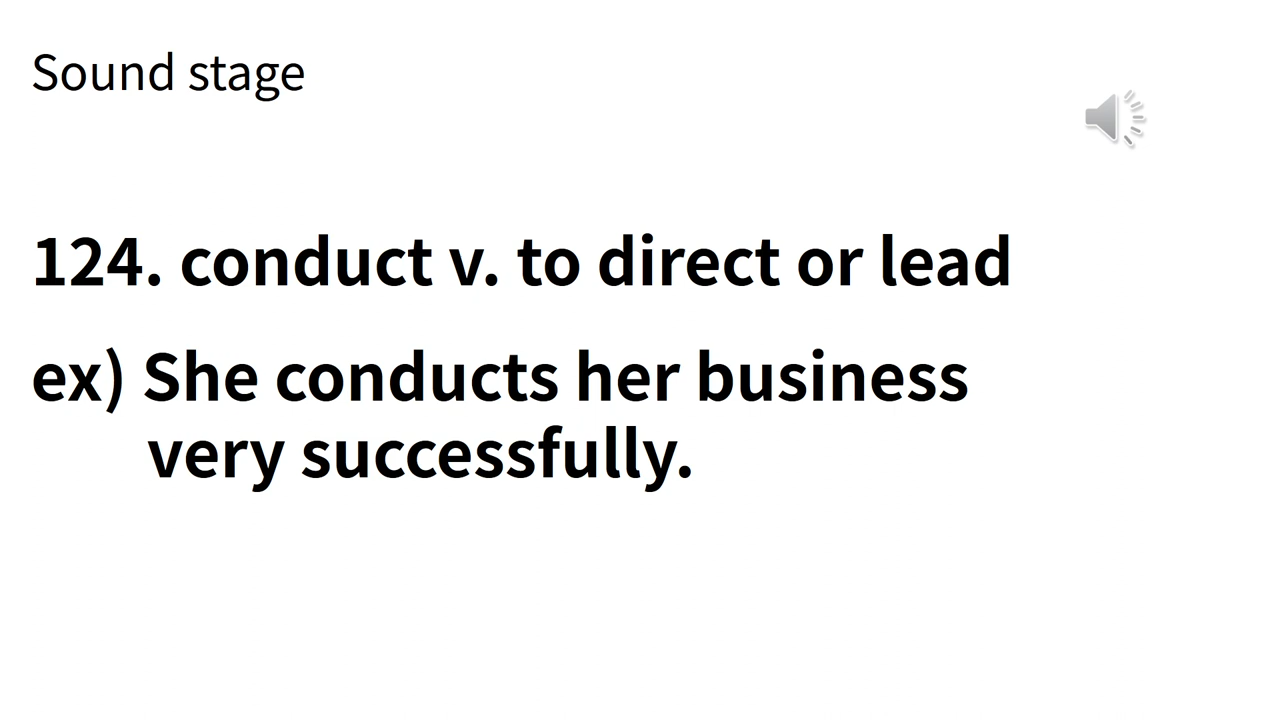 Sound stage
124. conduct v. to direct or lead
ex) She conducts her business
very successfully.